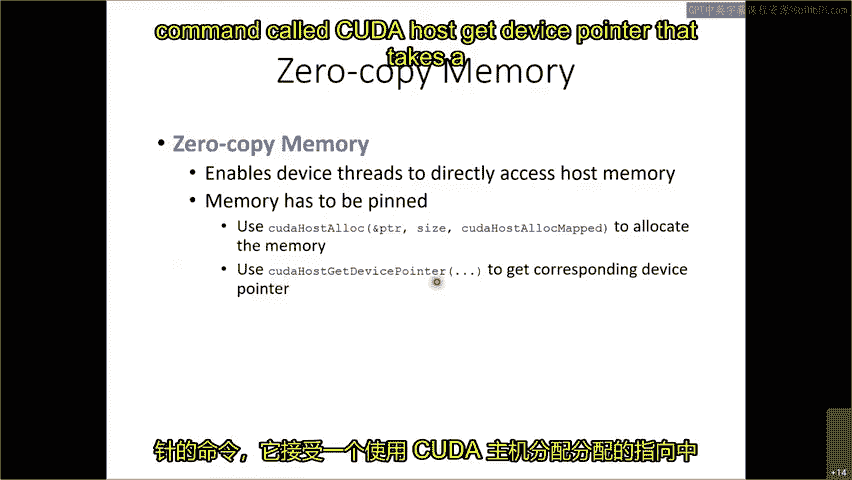 command called CUDA host get device pointer that
takes a
Zero-copy Memory
• Zero-copy Memory
• Enables device threads to directly access host memory
• Memory has to be pinned
• Use cudaHostAlloc(&ptr, size, cudaHostAllocMapped) to allocate
the memory
• Use cudaHostGetDevicePointer(...) to get corresponding device
pointer
针的命令，它接受一个使用 CUDA 主机分配分配的指向中
+14